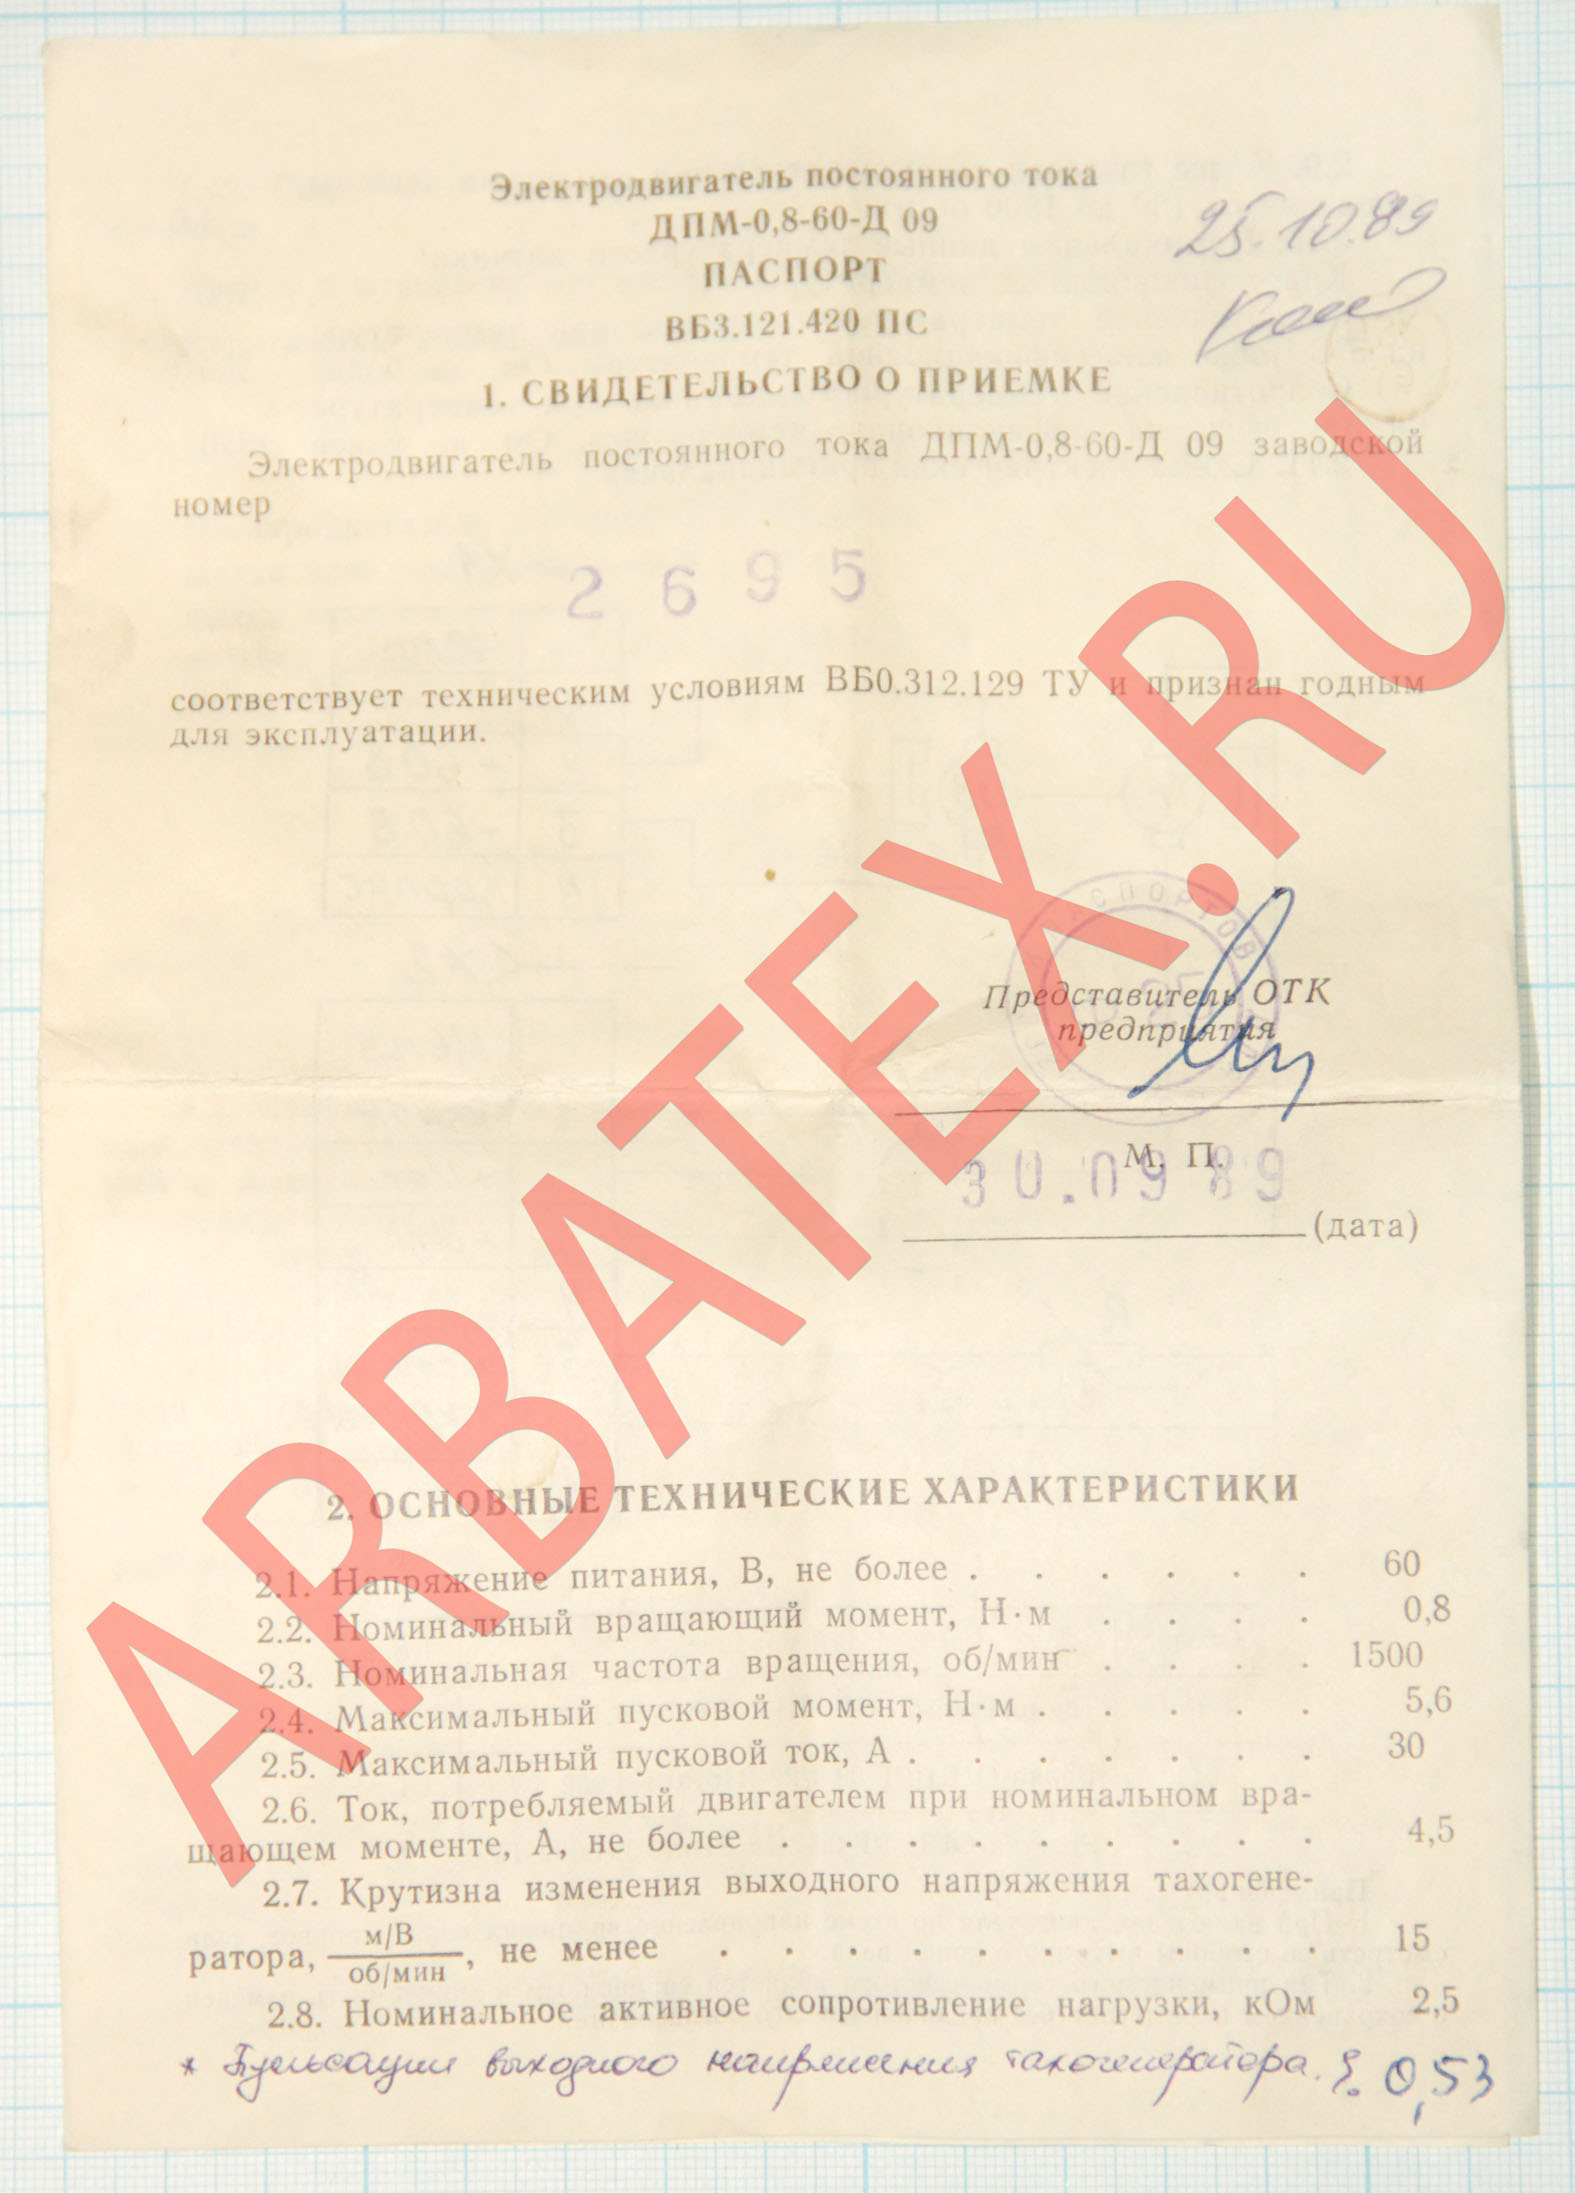 Электродвигатель постоянного тока
ДПМ-0,8-60-Д 09
25.10.89
ПАСПОРТ
ВБ3.121.420 ПС
1. СВИДЕТЕЛЬСТВО О ПРИЕМКЕ
Электродвигатель постоянного тока ДПМ-0,8-60-Д 09 заводской
номер
2 6 9 5
соответствует техническим условиям ВБ0.312.129 ТУ и признан годным
для эксплуатации.
ПАСПОРТОВ
Представитель ОТК
предприятия
М. П.
30.09 89
(дата)
2. ОСНОВНЫЕ ТЕХНИЧЕСКИЕ ХАРАКТЕРИСТИКИ
2.1. Напряжение питания, В, не более . . . . . . 60
2.2. Номинальный вращающий момент, Н·м . . . . 0,8
2.3. Номинальная частота вращения, об/мин . . . . 1500
2.4. Максимальный пусковой момент, Н·м . . . . . 5,6
2.5. Максимальный пусковой ток, А . . . . . . . 30
2.6. Ток, потребляемый двигателем при номинальном вра-
щающем моменте, А, не более . . . . . . . . . 4,5
2.7. Крутизна изменения выходного напряжения тахогене-
ратора, м/В
об/мин , не менее . . . . . . . . . . 15
2.8. Номинальное активное сопротивление нагрузки, кОм 2,5
* Пульсации выходного напряжения тахогенератора. 0,53
ARBATEX.RU